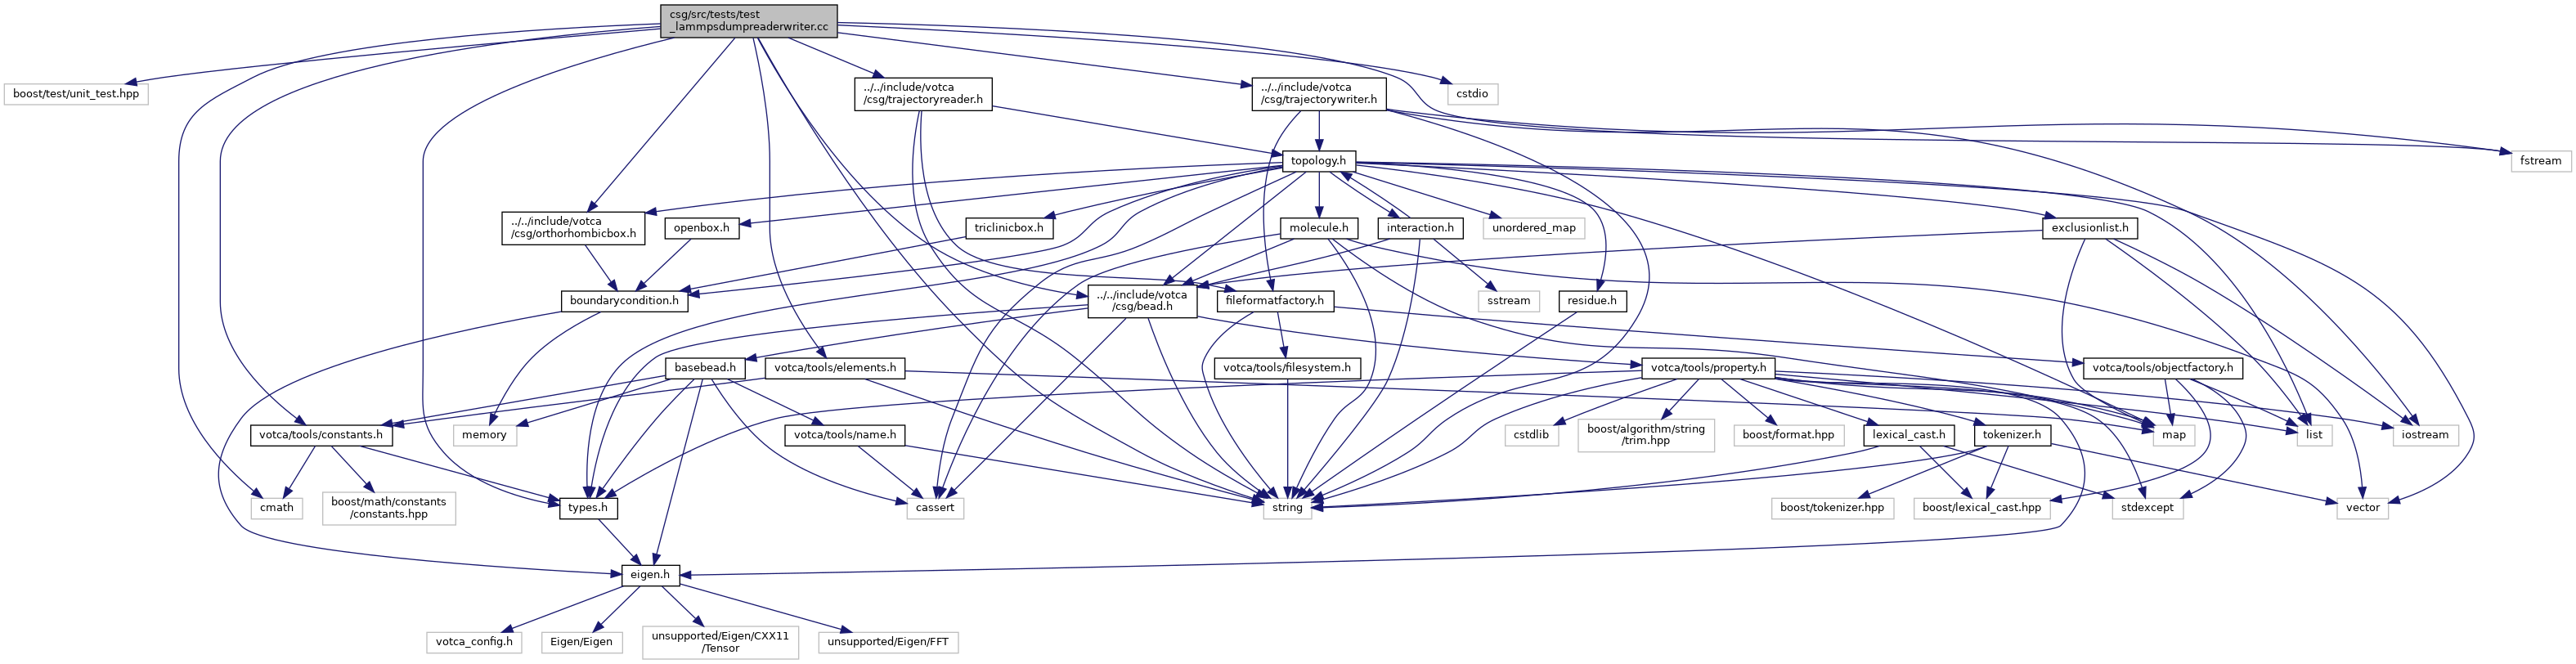 csg/src/tests/test
_lammpsdumpreaderwriter.cc
boost/test/unit_test.hpp
../../include/votca
/csg/trajectoryreader.h
../../include/votca
/csg/trajectorywriter.h
cstdio
topology.h
fstream
../../include/votca
/csg/orthorhombicbox.h
openbox.h
triclinicbox.h
molecule.h
interaction.h
unordered_map
exclusionlist.h
boundarycondition.h
../../include/votca
/csg/bead.h
fileformatfactory.h
sstream
residue.h
basebead.h
votca/tools/elements.h
votca/tools/filesystem.h
votca/tools/property.h
votca/tools/objectfactory.h
votca/tools/constants.h
memory
votca/tools/name.h
cstdlib
boost/algorithm/string
/trim.hpp
boost/format.hpp
lexical_cast.h
tokenizer.h
map
list
iostream
cmath
boost/math/constants
/constants.hpp
types.h
cassert
string
boost/tokenizer.hpp
boost/lexical_cast.hpp
stdexcept
vector
eigen.h
votca_config.h
Eigen/Eigen
unsupported/Eigen/CXX11
/Tensor
unsupported/Eigen/FFT